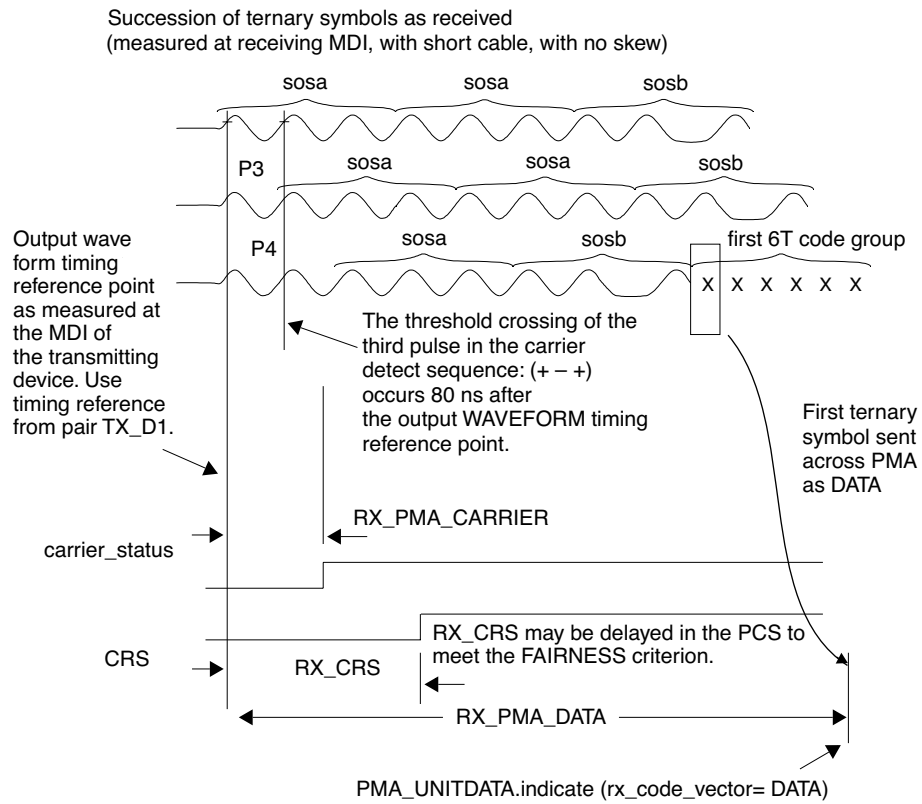 Succession of ternary symbols as received
(measured at receiving MDI, with short cable, with no skew)
sosa sosa sosb
P3
sosa sosa sosb
P4
sosa sosb first 6T code group
X X X X X X
Output wave
form timing
reference point
as measured at
the MDI of
the transmitting
device. Use
timing reference
from pair TX_D1.
The threshold crossing of the
third pulse in the carrier
detect sequence: (+ – +)
occurs 80 ns after
the output WAVEFORM timing
reference point.
First ternary
symbol sent
across PMA
as DATA
RX_PMA_CARRIER
carrier_status
RX_CRS may be delayed in the PCS to
meet the FAIRNESS criterion.
CRS
RX_CRS
RX_PMA_DATA
PMA_UNITDATA.indicate (rx_code_vector= DATA)